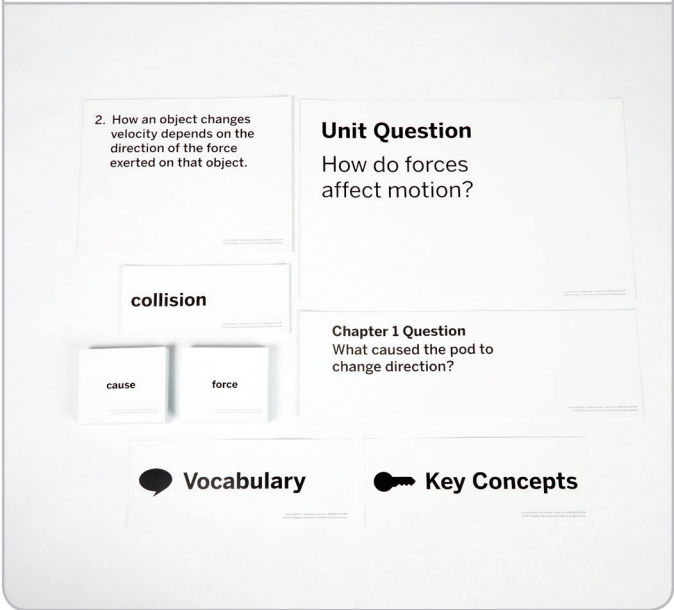 2. How an object changes
velocity depends on the
direction of the force
exerted on that object.
Unit Question
How do forces
affect motion?
collision
Chapter 1 Question
What caused the pod to
change direction?
cause
force
Vocabulary
Key Concepts